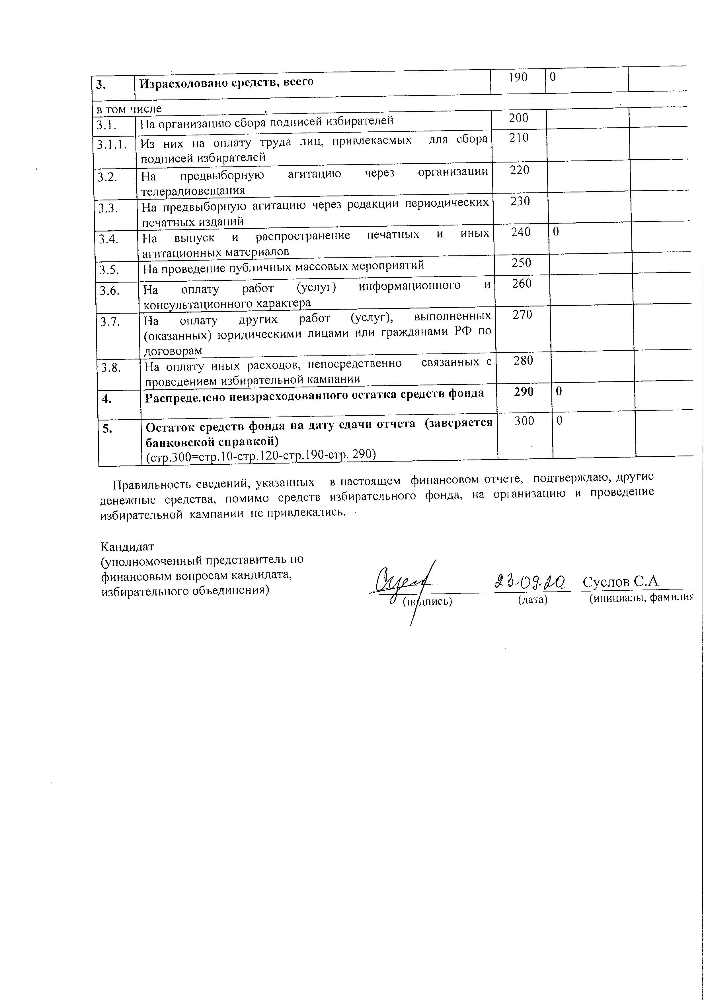 3. Израсходовано средств, всего 190 0
в том числе
3.1. На организацию сбора подписей избирателей 200
3.1.1. Из них на оплату труда лиц, привлекаемых для сбора 210
подписей избирателей
3.2. На предвыборную агитацию через организации 220
телерадиовещания
3.3. На предвыборную агитацию через редакции периодических 230
печатных изданий
3.4. На выпуск и распространение печатных и иных 240 0
агитационных материалов
3.5. На проведение публичных массовых мероприятий 250
3.6. На оплату работ (услуг) информационного и 260
консультационного характера
3.7. На оплату других работ (услуг), выполненных 270
(оказанных) юридическими лицами или гражданами РФ по
договорам
3.8. На оплату иных расходов, непосредственно связанных с 280
проведением избирательной кампании
4. Распределено неизрасходованного остатка средств фонда 290 0
5. Остаток средств фонда на дату сдачи отчета (заверяется 300 0
банковской справкой)
(стр.300=стр.10-стр.120-стр.190-стр. 290)
Правильность сведений, указанных в настоящем финансовом отчете, подтверждаю, другие
денежные средства, помимо средств избирательного фонда, на организацию и проведение
избирательной кампании не привлекались.
Кандидат
(уполномоченный представитель по
финансовым вопросам кандидата,
избирательного объединения)
23.09.20 Суслов С.А
(подпись) (дата) (инициалы, фамилия